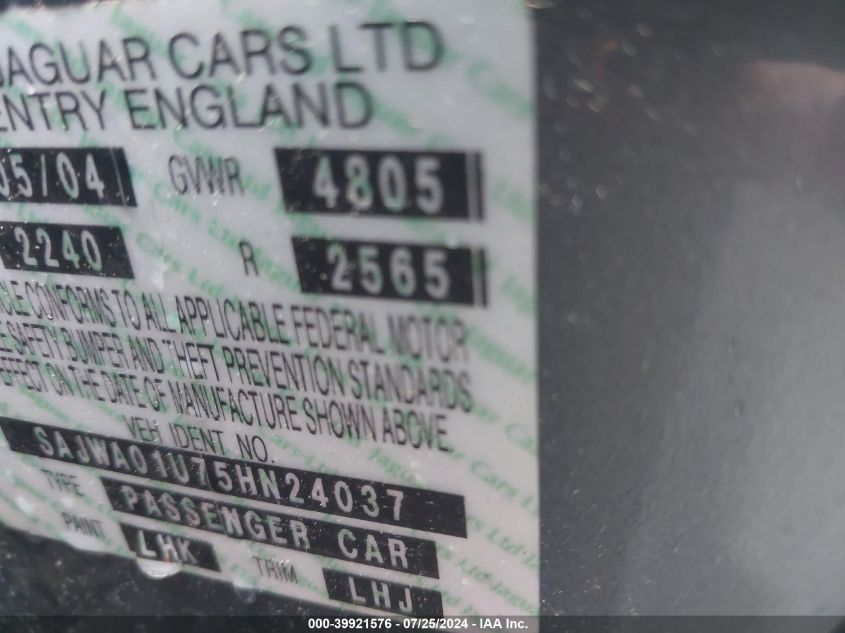 JAGUAR CARS LTD
ENTRY ENGLAND
05/04 GVWR 4805
2240 R 2565
CLE CONFORMS TO ALL APPLICABLE FEDERAL MOTOR
E SAFETY BUMPER AND THEFT PREVENTION STANDARDS
EFFECT ON THE DATE OF MANUFACTURE SHOWN ABOVE
VEH IDENT. NO.
SAJWA01U75HN24037
TYPE PASSENGER CAR
PAINT LHK TRIM LHJ
000-39921576 / 07/25/2024 - IAA Inc.